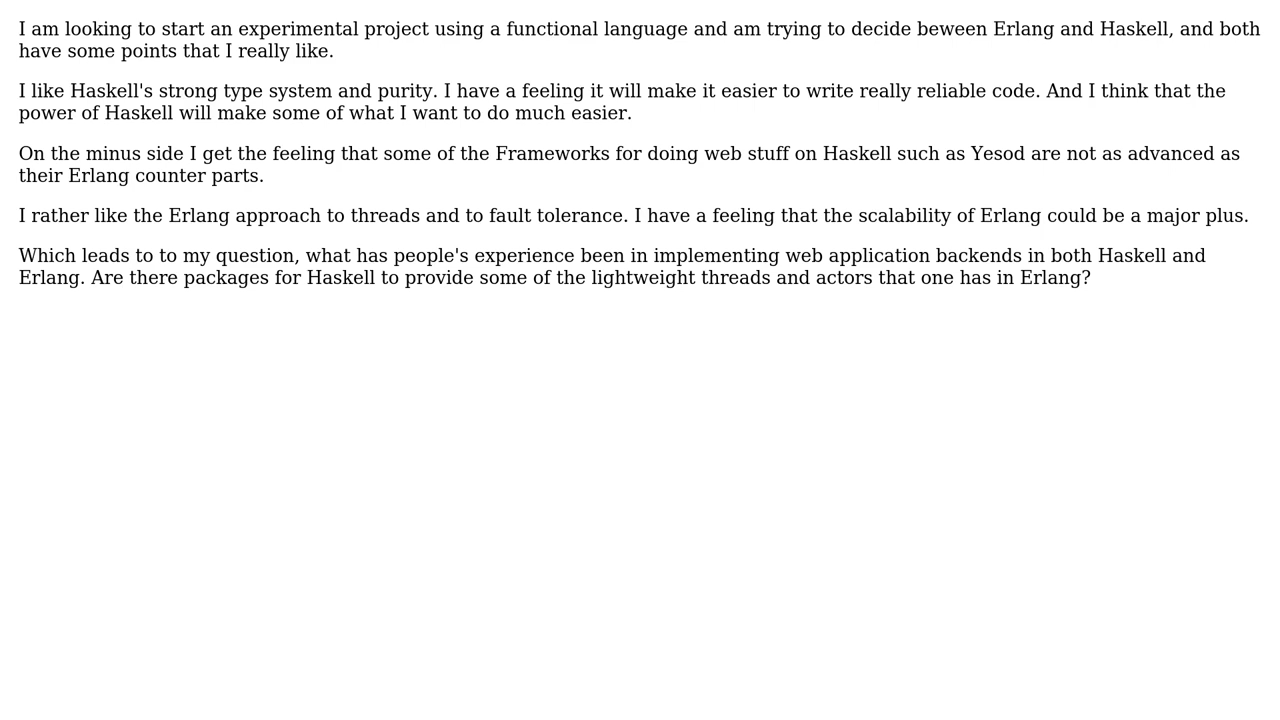 I am looking to start an experimental project using a functional language and am trying to decide beween Erlang and Haskell, and both
have some points that I really like.
I like Haskell's strong type system and purity. I have a feeling it will make it easier to write really reliable code. And I think that the
power of Haskell will make some of what I want to do much easier.
On the minus side I get the feeling that some of the Frameworks for doing web stuff on Haskell such as Yesod are not as advanced as
their Erlang counter parts.
I rather like the Erlang approach to threads and to fault tolerance. I have a feeling that the scalability of Erlang could be a major plus.
Which leads to to my question, what has people's experience been in implementing web application backends in both Haskell and
Erlang. Are there packages for Haskell to provide some of the lightweight threads and actors that one has in Erlang?